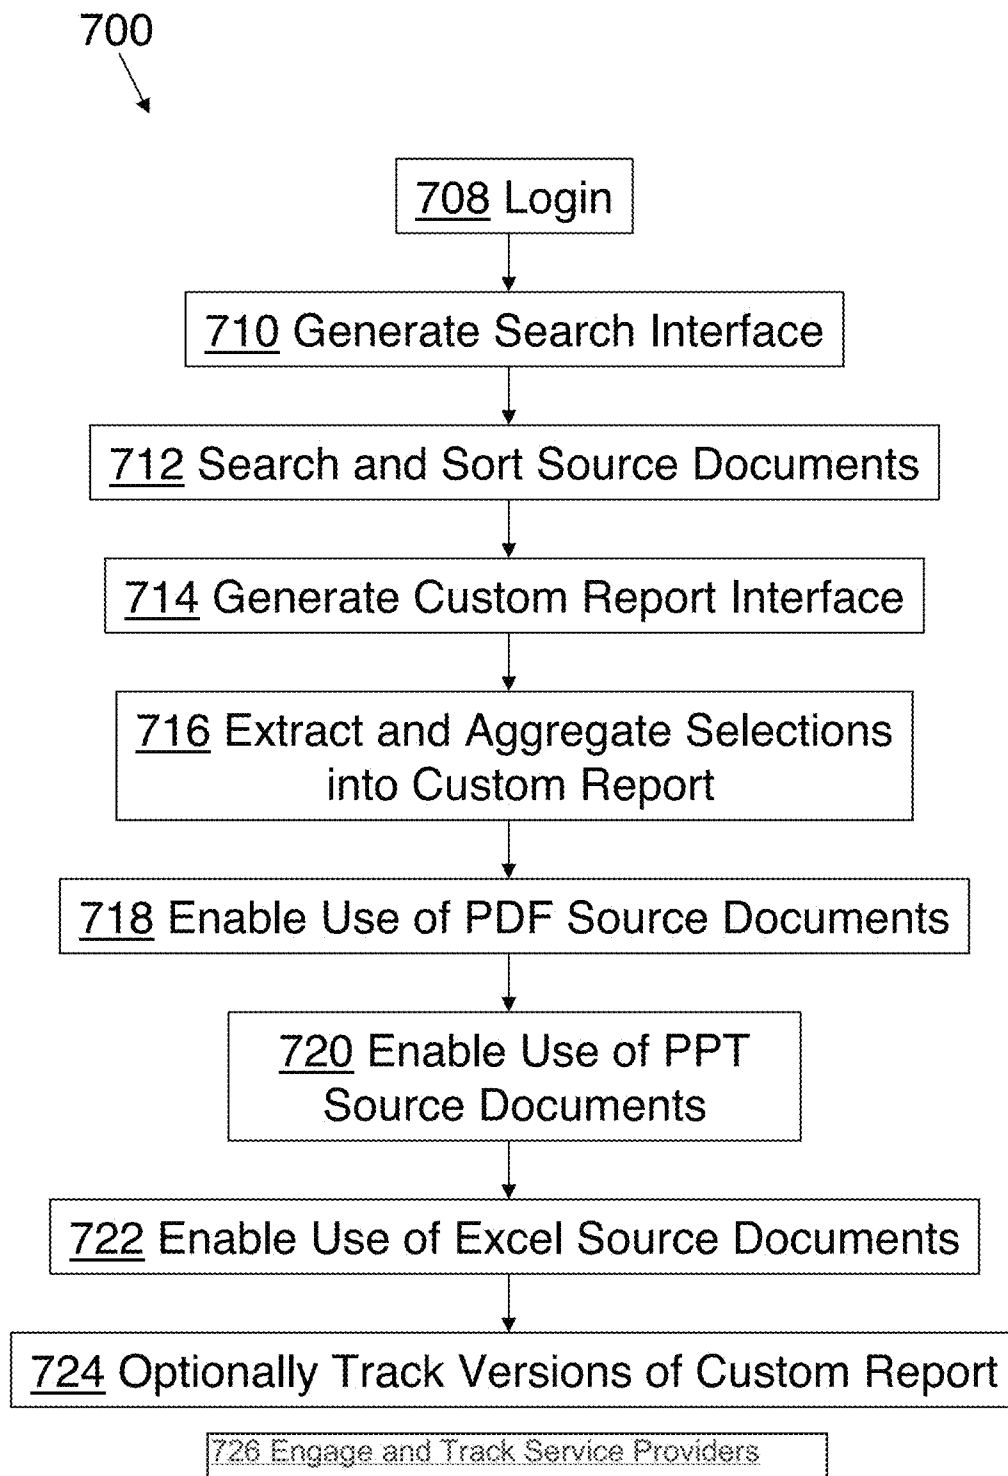 700
708 Login
710 Generate Search Interface
712 Search and Sort Source Documents
714 Generate Custom Report Interface
716 Extract and Aggregate Selections
into Custom Report
718 Enable Use of PDF Source Documents
720 Enable Use of PPT
Source Documents
722 Enable Use of Excel Source Documents
724 Optionally Track Versions of Custom Report
726 Engage and Track Service Providers